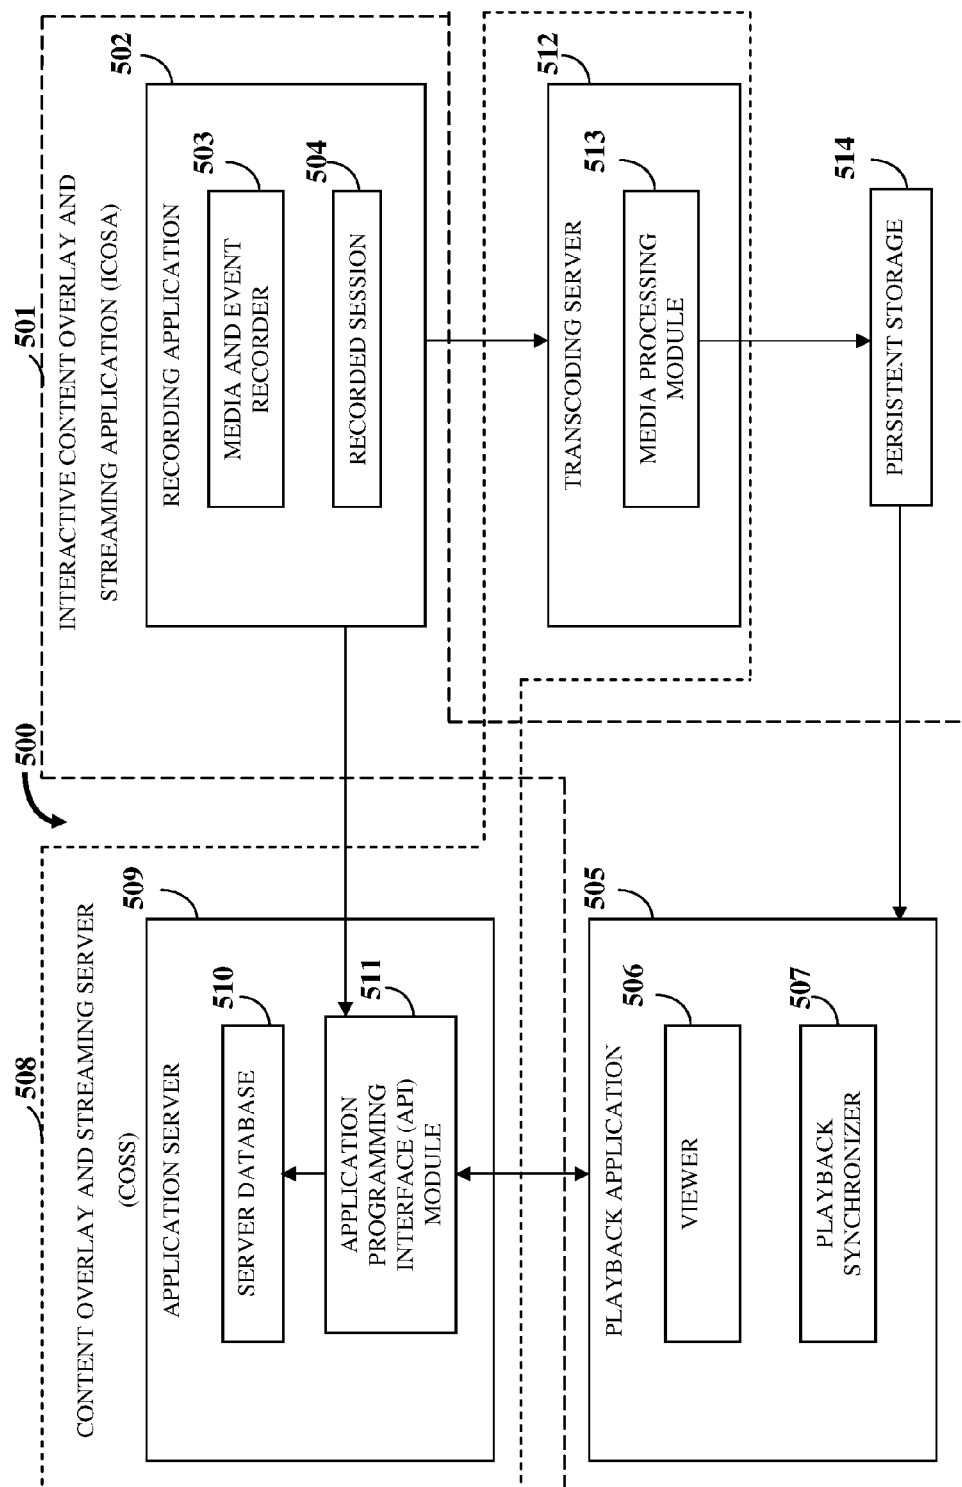 500
508
CONTENT OVERLAY AND STREAMING SERVER
(COSS)
509
APPLICATION SERVER
510
SERVER DATABASE
511
APPLICATION
PROGRAMMING
INTERFACE (API)
MODULE
501
INTERACTIVE CONTENT OVERLAY AND
STREAMING APPLICATION (ICOSA)
502
RECORDING APPLICATION
503
MEDIA AND EVENT
RECORDER
504
RECORDED SESSION
505
PLAYBACK APPLICATION
506
VIEWER
507
PLAYBACK
SYNCHRONIZER
512
TRANSCODING SERVER
513
MEDIA PROCESSING
MODULE
514
PERSISTENT STORAGE